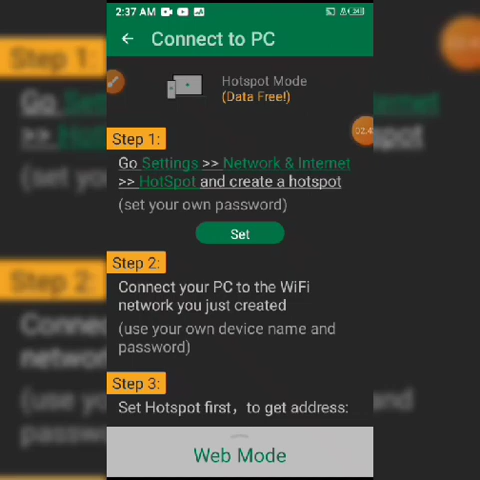 2:37 AM
Connect to PC
Hotspot Mode
(Data Free!)
Step 1:
Go Settings >> Network & Internet
>> HotSpot and create a hotspot
(set your own password)
Set
Step 2:
Connect your PC to the WiFi
network you just created
(use your own device name and
password)
Step 3:
Set Hotspot first，to get address:
Web Mode